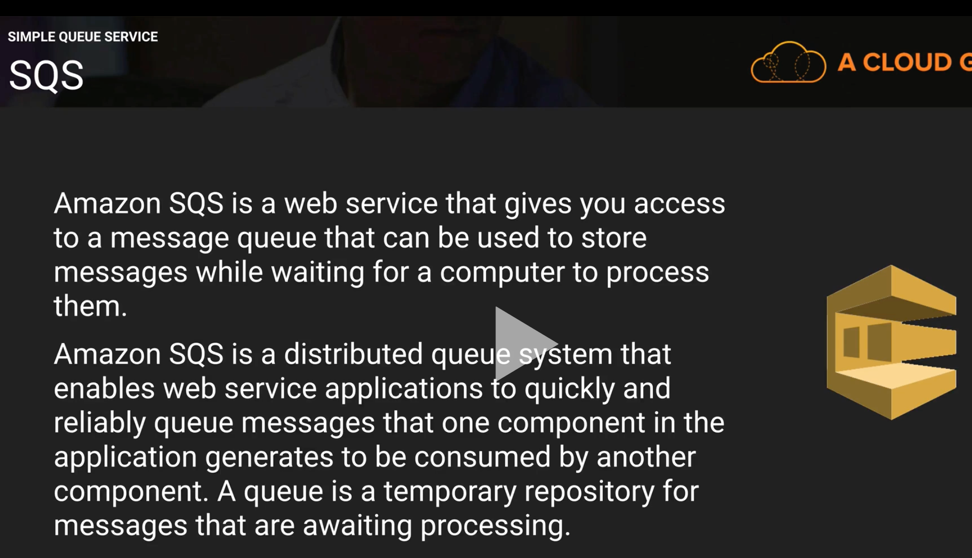 SIMPLE QUEUE SERVICE
SQS
A CLOUD G
Amazon SQS is a web service that gives you access
to a message queue that can be used to store
messages while waiting for a computer to process
them.
Amazon SQS is a distributed queue system that
enables web service applications to quickly and
reliably queue messages that one component in the
application generates to be consumed by another
component. A queue is a temporary repository for
messages that are awaiting processing.